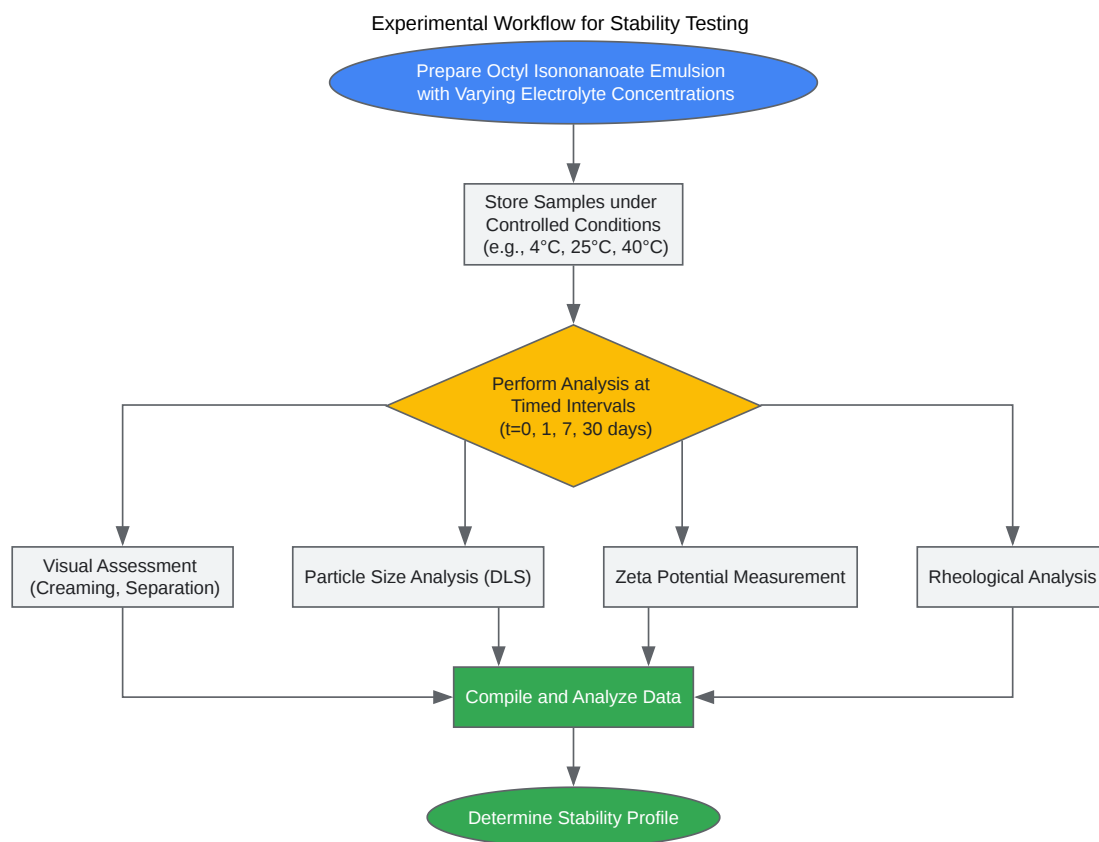 Experimental Workflow for Stability Testing
Prepare Octyl Isononanoate Emulsion
with Varying Electrolyte Concentrations
Store Samples under
Controlled Conditions
(e.g., 4°C, 25°C, 40°C)
Perform Analysis at
Timed Intervals
(t=0, 1, 7, 30 days)
Visual Assessment
(Creaming, Separation)
Particle Size Analysis (DLS)
Zeta Potential Measurement
Rheological Analysis
Compile and Analyze Data
Determine Stability Profile